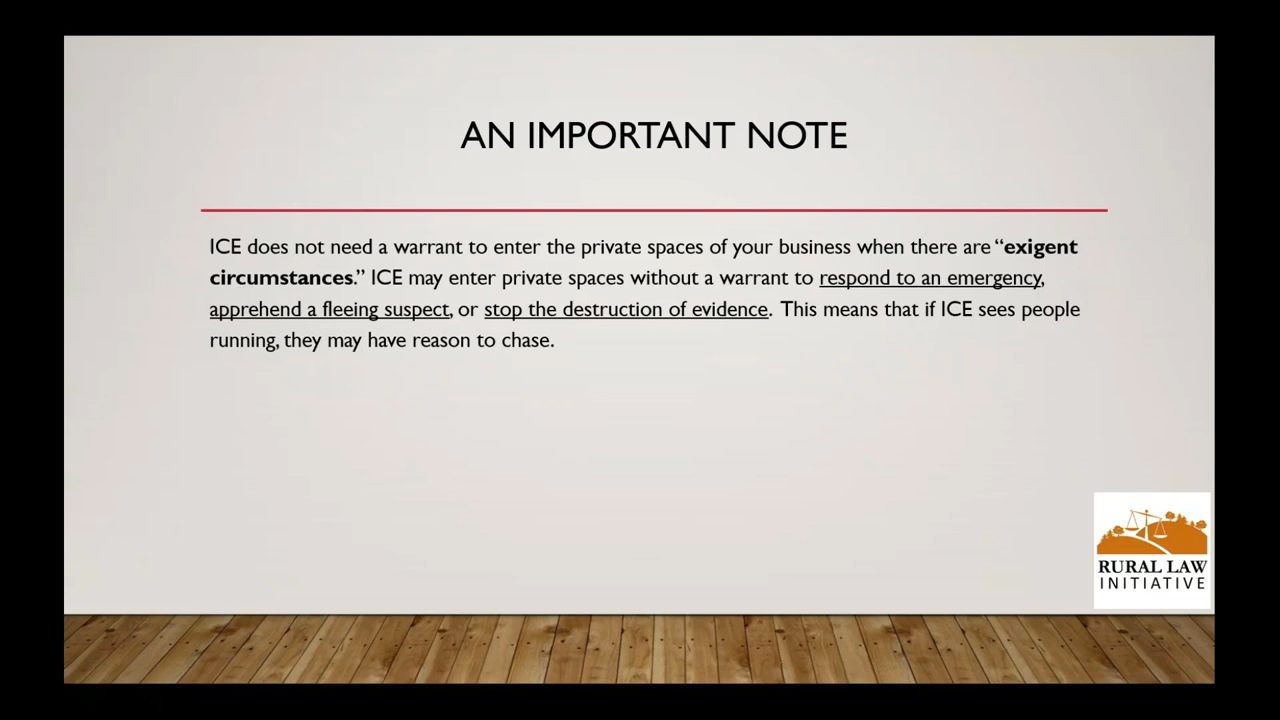 AN IMPORTANT NOTE
ICE does not need a warrant to enter the private spaces of your business when there are “exigent
circumstances.” ICE may enter private spaces without a warrant to respond to an emergency,
apprehend a fleeing suspect, or stop the destruction of evidence. This means that if ICE sees people
running, they may have reason to chase.
RURAL LAW
INITIATIVE